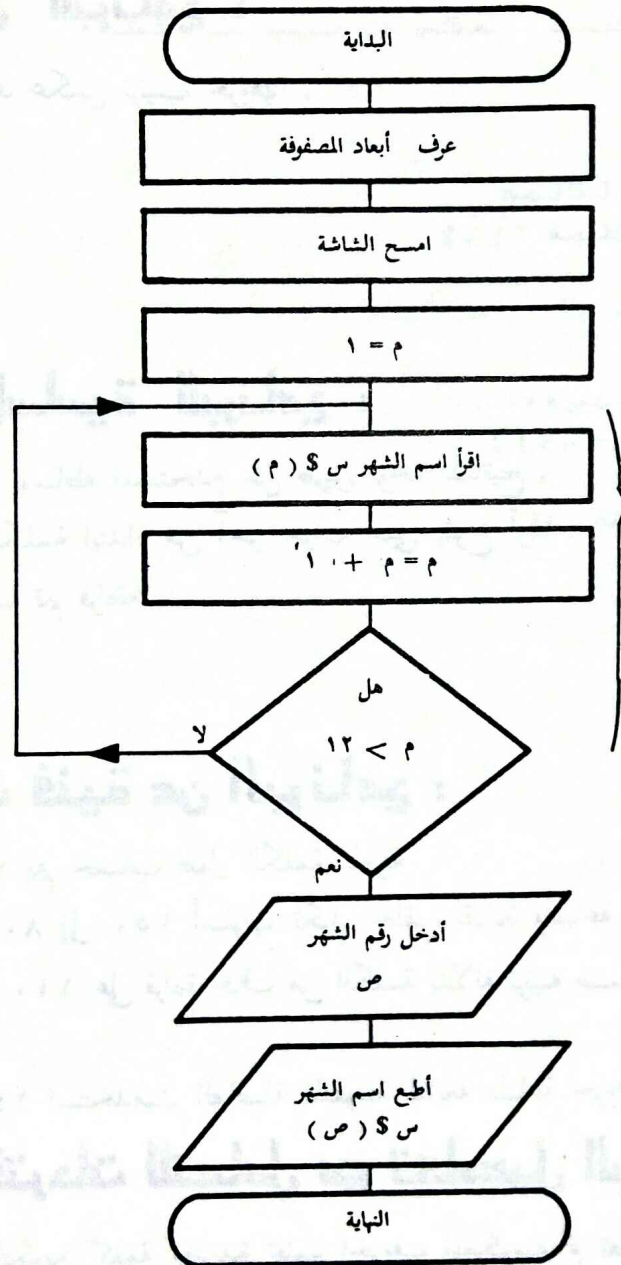 البداية
عرف أبعاد المصفوفة
امسح الشاشة
م = ١
اقرأ اسم الشهر س $ ( م )
م = م + ١
هل
م > ١٢
لا
نعم
أدخل رقم الشهر
ص
أطبع اسم الشهر
س $ ( ص )
النهاية